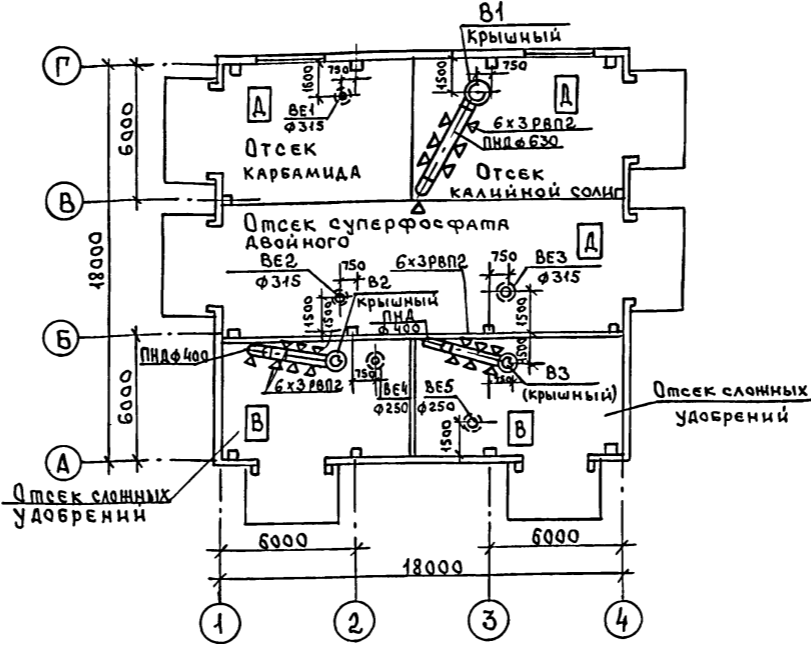 В1
крышный
Г
750
750
1600
1500
Д
Д
ВЕ1
ф315
6х3РВП2
ПНДф630
6000
Отсек
карбамида
Отсек
калийной соли
В
Отсек суперфосфата
двойного
Д
18000
ВЕ2
ф315
750
В2
крышный
6х3РВП2
750
ВЕ3
ф315
ПНД
ф400
1500
1500
1500
Б
1500
ПНДф400
6х3РВП2
750
ВЕ4
ф250
ВЕ5
ф250
750
В3
(крышный)
Отсек сложных
удобрений
6000
В
В
1500
А
Отсек сложных
удобрений
6000
6000
18000
1
2
3
4